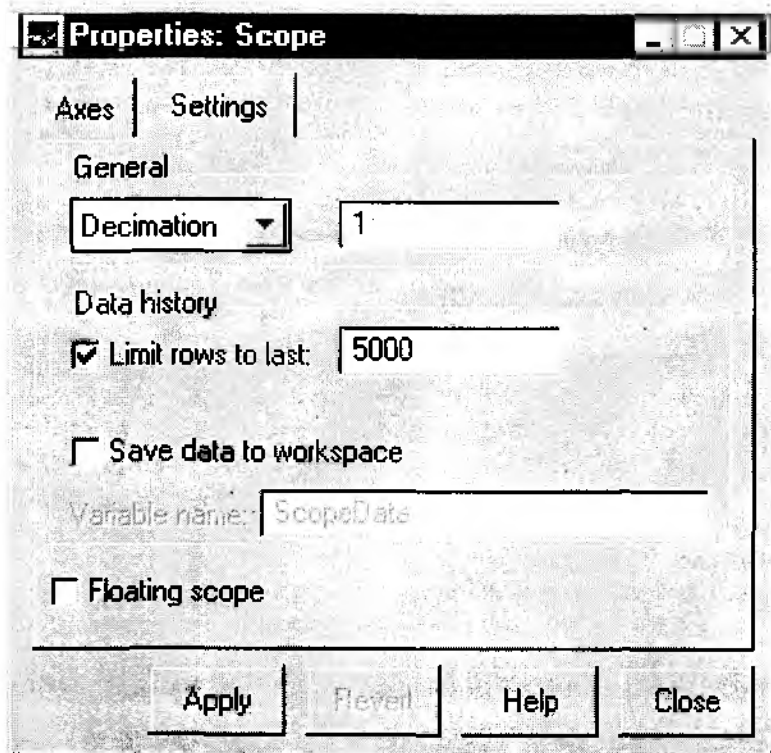 Properties: Scope
Axes Settings
General
Decimation 1
Data history
Limit rows to last: 5000
Save data to workspace
Variable name: ScopeData
Floating scope
Apply Revert Help Close